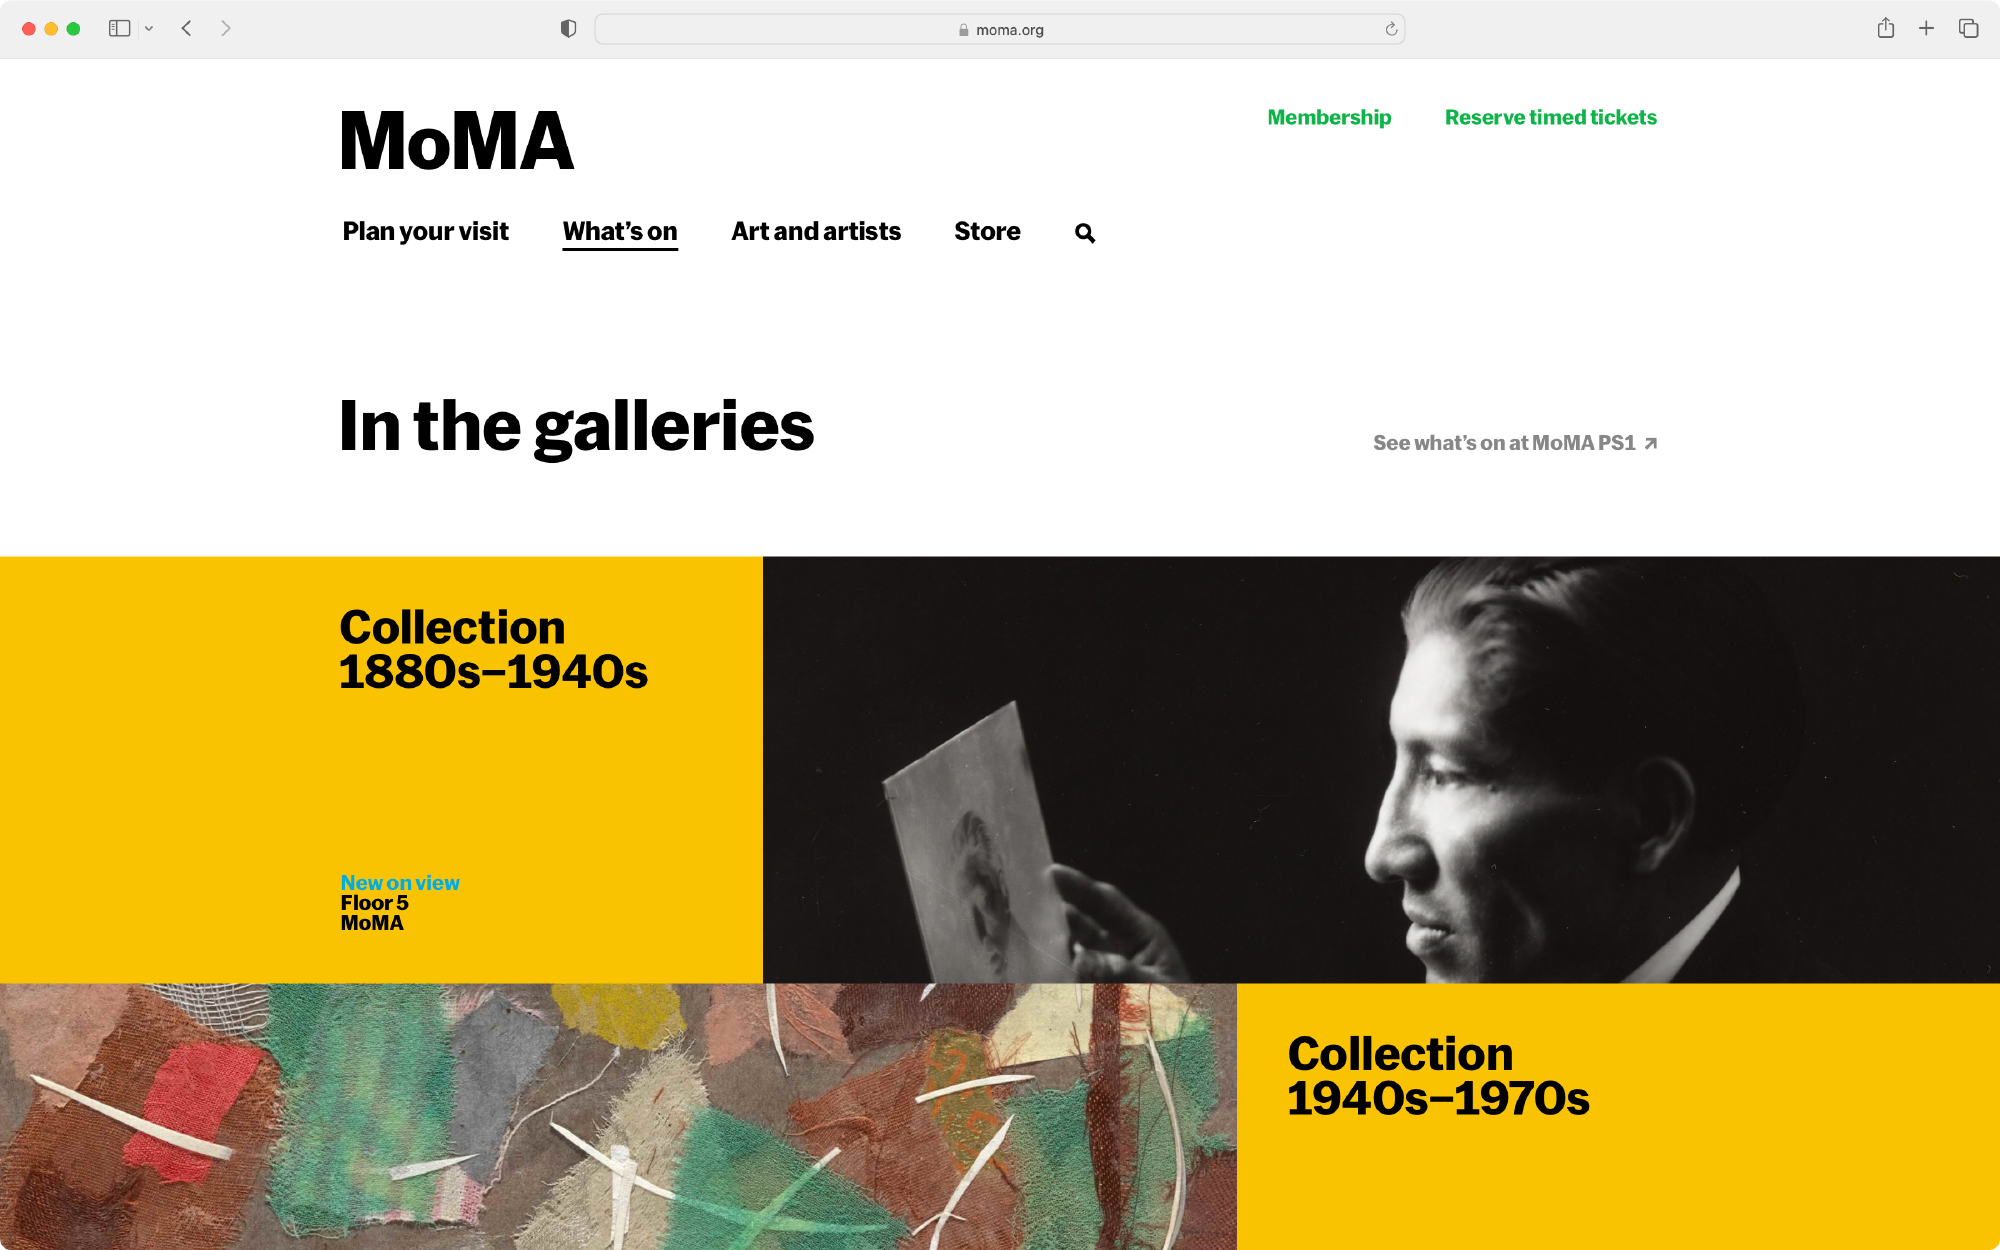 moma.org
MoMA
Membership
Reserve timed tickets
Plan your visit
What’s on
Art and artists
Store
In the galleries
See what’s on at MoMA PS1 ↗
Collection
1880s–1940s
New on view
Floor 5
MoMA
Collection
1940s–1970s